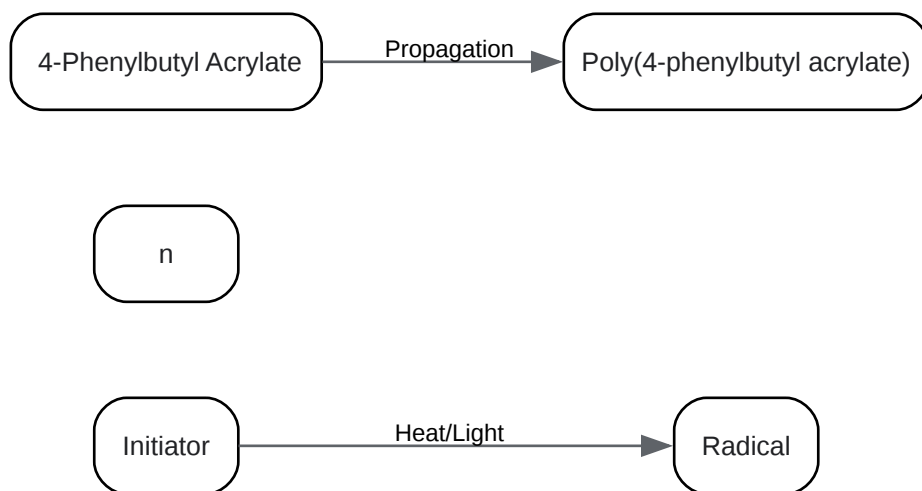 4-Phenylbutyl Acrylate
Propagation
Poly(4-phenylbutyl acrylate)
n
Initiator
Heat/Light
Radical